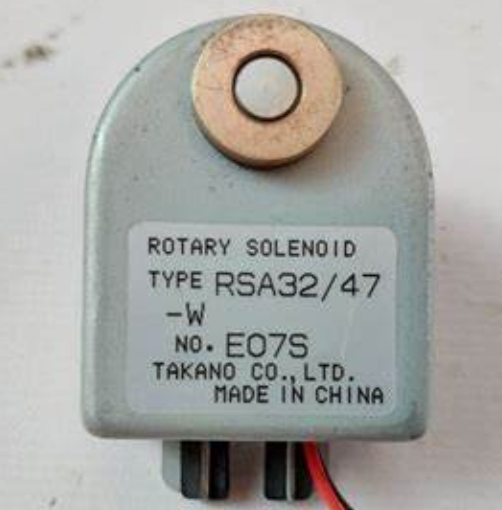 ROTARY SOLENOID
TYPE RSA32/47
-W
NO. E07S
TAKANO CO., LTD.
MADE IN CHINA